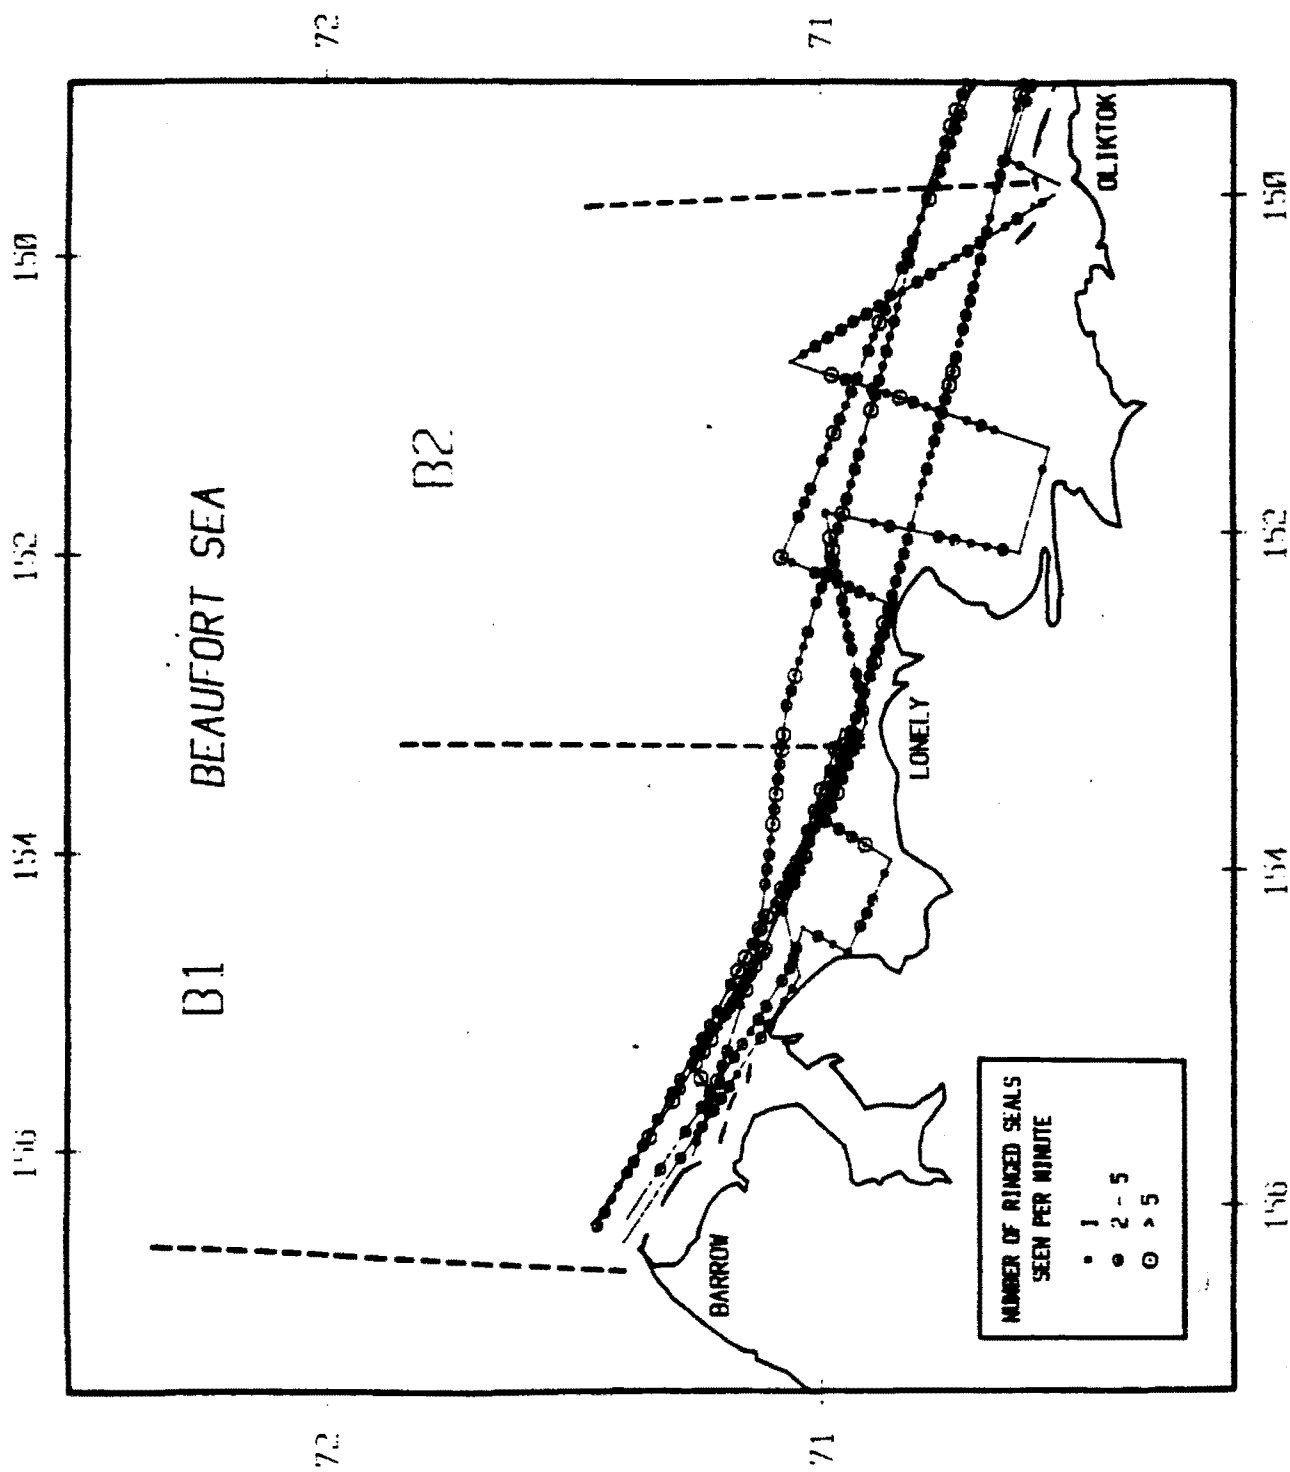 156
154
152
150
72
72
BEAUFORT SEA
B1
B2
71
71
BARROW
LONELY
OLIKTOK
NUMBER OF RINGED SEALS
SEEN PER MINUTE
1
2 - 5
> 5
156
154
152
150